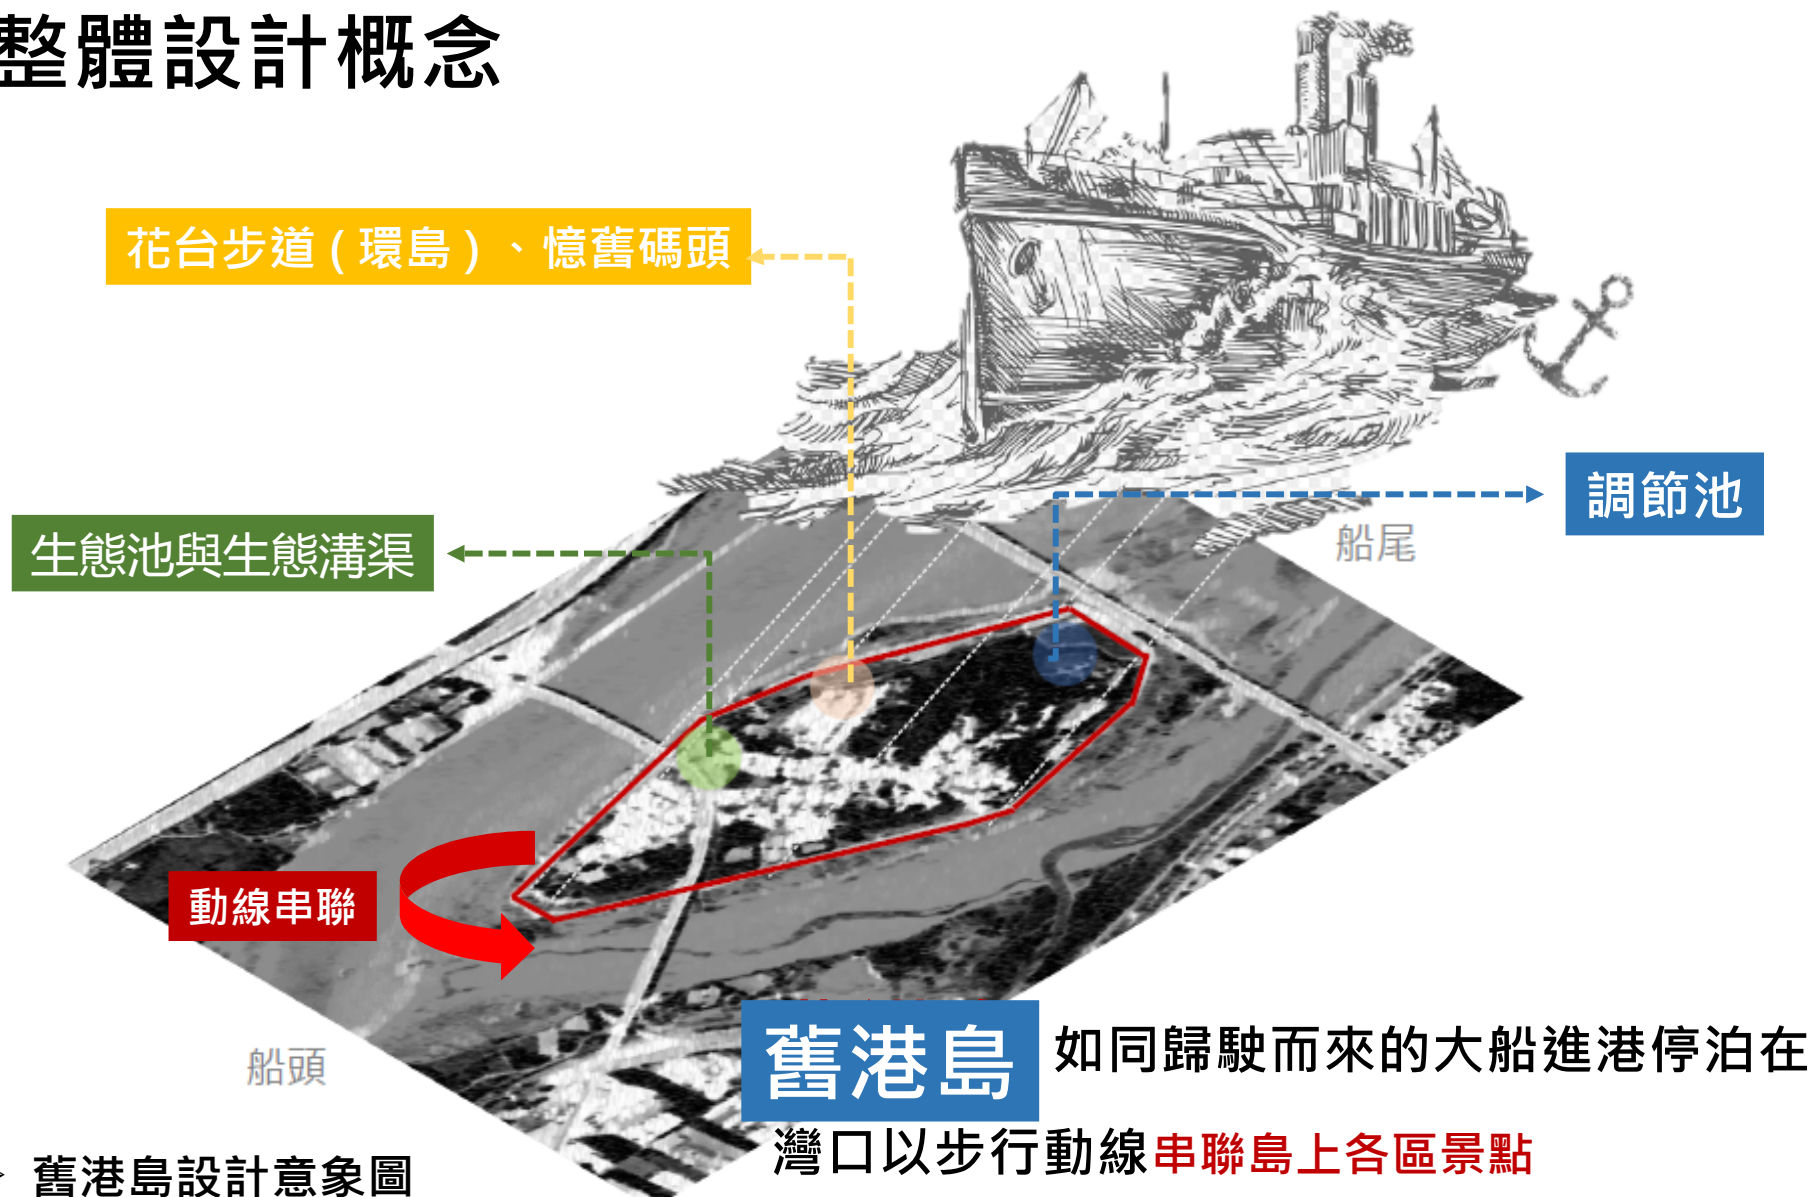 整體設計概念
花台步道(環島)、憶舊碼頭
調節池
船尾
生態池與生態溝渠
動線串聯
船頭
舊港島 如同歸駛而來的大船進港停泊在
灣口以步行動線串聯島上各區景點
舊港島設計意象圖